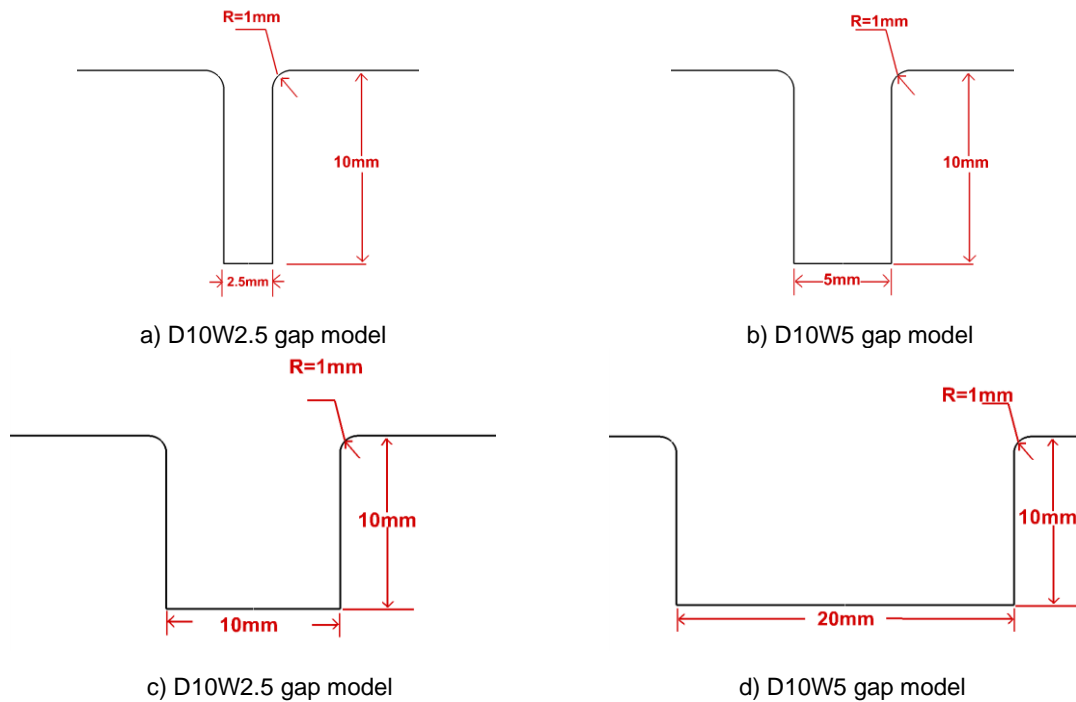 R=1mm
10mm
2.5mm
a) D10W2.5 gap model
R=1mm
10mm
5mm
b) D10W5 gap model
R=1mm
10mm
10mm
c) D10W2.5 gap model
R=1mm
10mm
20mm
d) D10W5 gap model